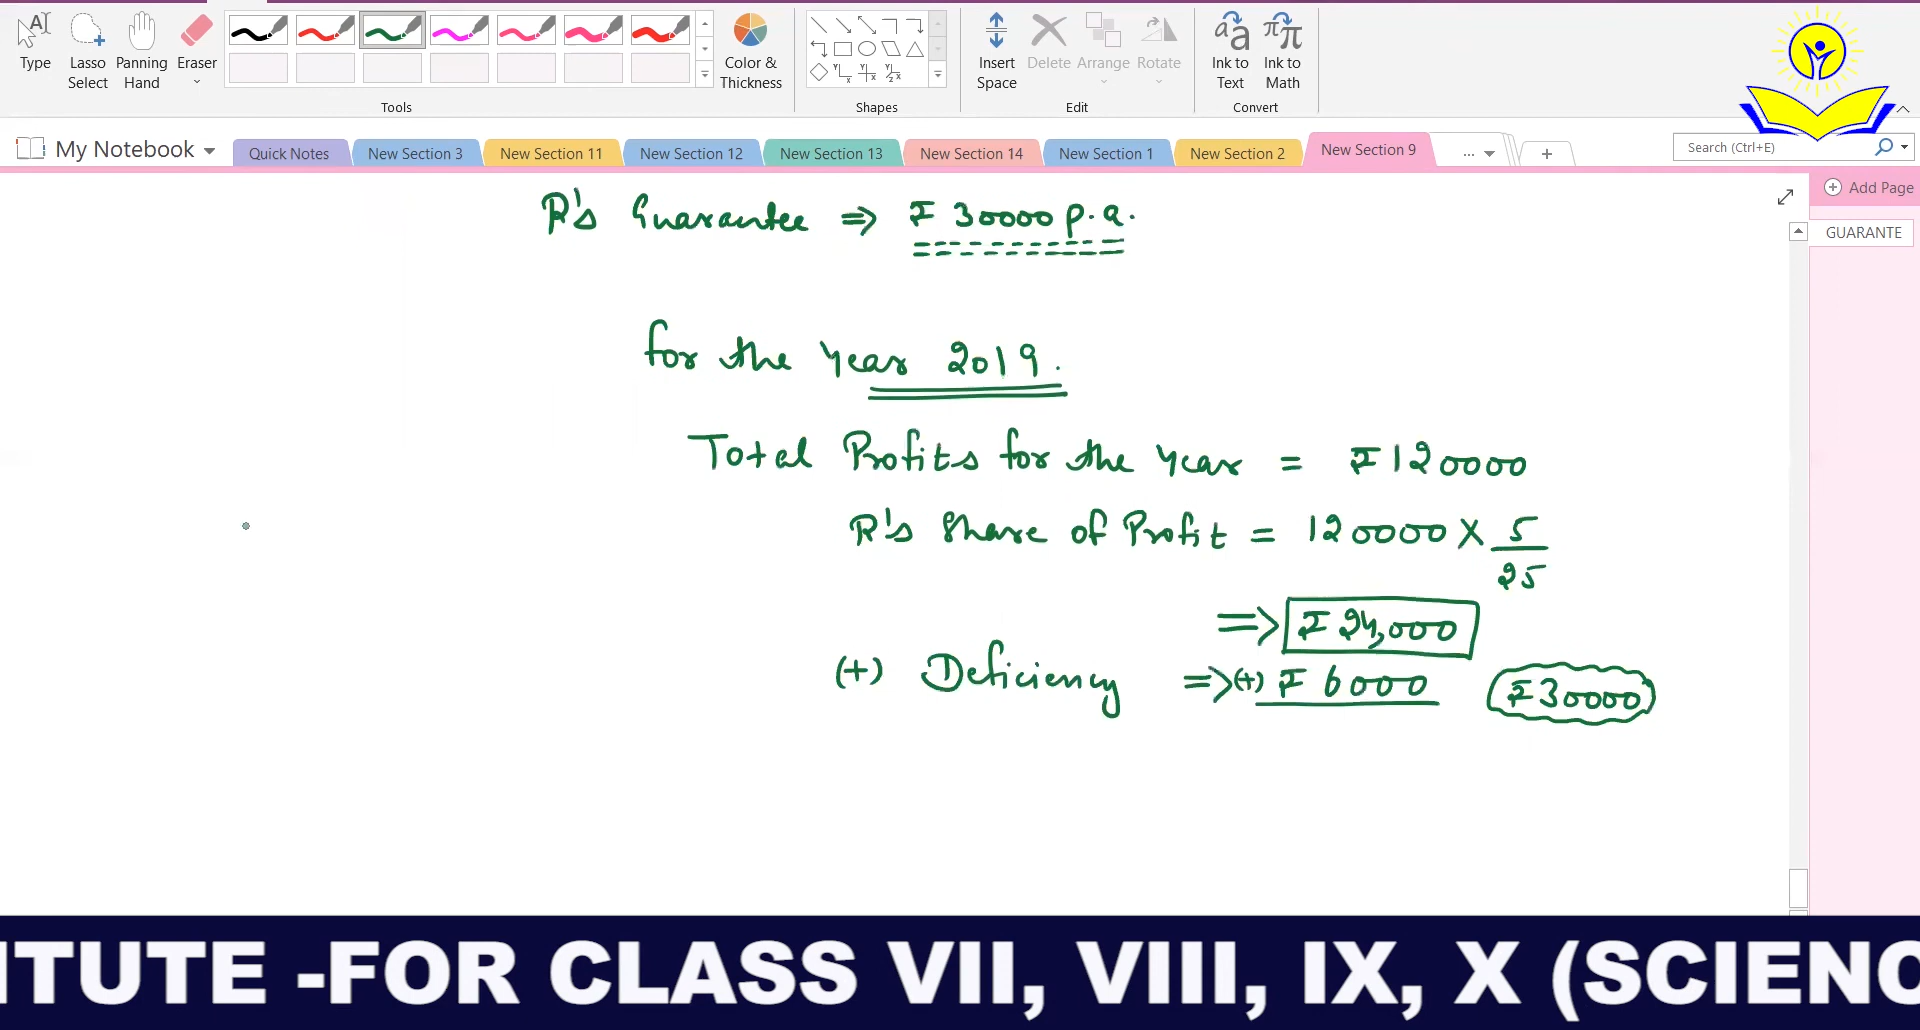 Type
Lasso Select
Panning Hand
Eraser
Color & Thickness
Insert Space
Delete
Arrange
Rotate
Ink to Text
Ink to Math
Tools
Shapes
Edit
Convert
My Notebook
Quick Notes
New Section 3
New Section 11
New Section 12
New Section 13
New Section 14
New Section 1
New Section 2
New Section 9
...
Search (Ctrl+E)
Add Page
GUARANTE
R's Guarantee ⇒ ₹ 30000 p.a.
for the year 2019.
Total Profits for the year = ₹ 120000
R's Share of Profit = 120000 × 5/25
⇒ ₹ 24,000
(+) Deficiency ⇒ (+) ₹ 6000 ₹ 30000
ITUTE -FOR CLASS VII, VIII, IX, X (SCIENC